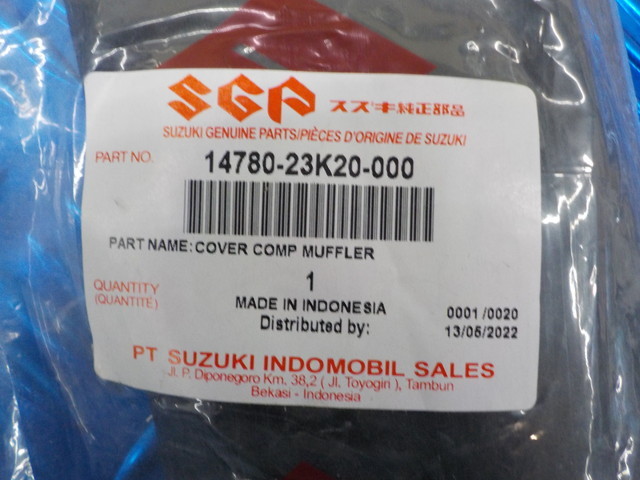 SGP スズキ純正部品
SUZUKI GENUINE PARTS/PIÈCES D'ORIGINE DE SUZUKI
PART NO. 14780-23K20-000
PART NAME: COVER COMP MUFFLER
QUANTITY 1
(QUANTITÉ)
MADE IN INDONESIA 0001 /0020
Distributed by: 13/05/2022
PT SUZUKI INDOMOBIL SALES
Jl. P. Diponegoro Km. 38,2 ( Jl. Toyogiri ), Tambun
Bekasi - Indonesia